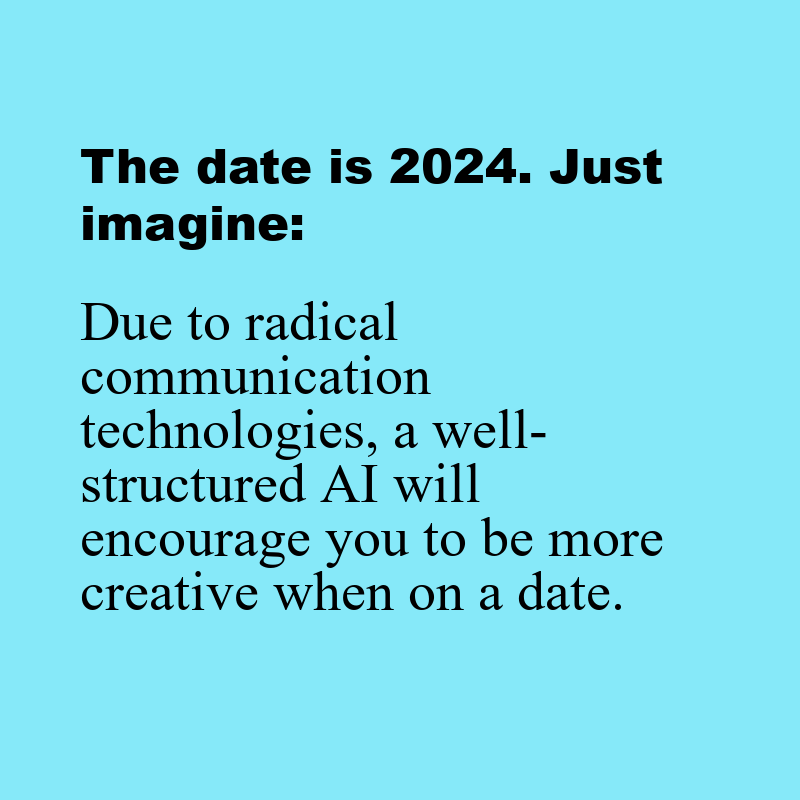 The date is 2024. Just
imagine:
Due to radical
communication
technologies, a well-
structured AI will
encourage you to be more
creative when on a date.